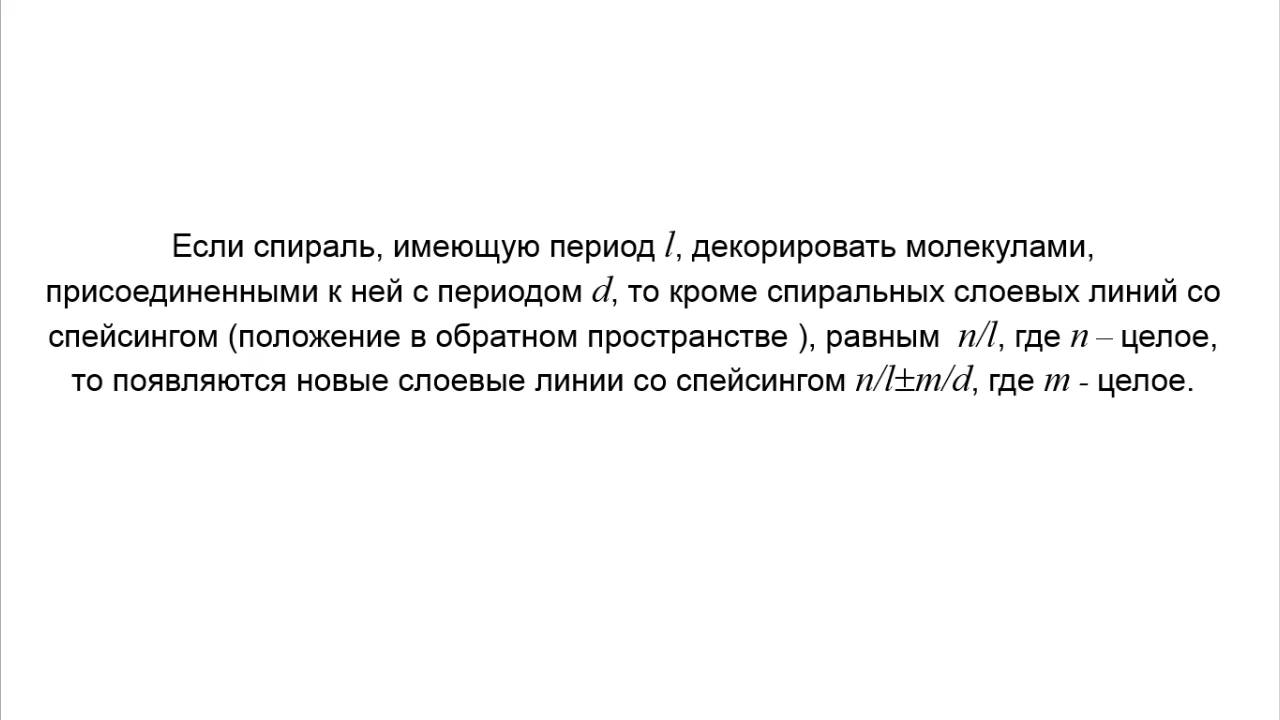 Если спираль, имеющую период l, декорировать молекулами,
присоединенными к ней с периодом d, то кроме спиральных слоевых линий со
спейсингом (положение в обратном пространстве ), равным n/l, где n – целое,
то появляются новые слоевые линии со спейсингом n/l±m/d, где m - целое.